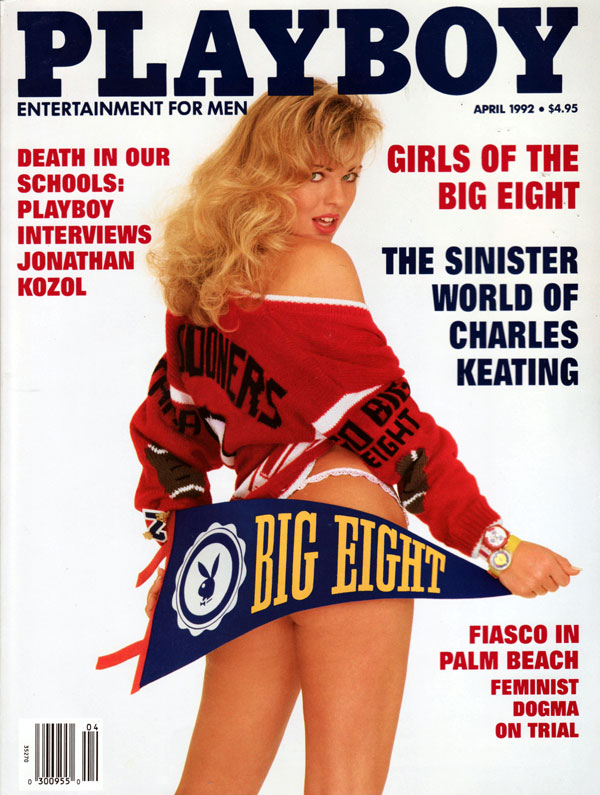 PLAYBOY
ENTERTAINMENT FOR MEN
APRIL 1992 • $4.95
DEATH IN OUR
SCHOOLS:
PLAYBOY
INTERVIEWS
JONATHAN
KOZOL
GIRLS OF THE
BIG EIGHT
THE SINISTER
WORLD OF
CHARLES
KEATING
OONERS
O BIG
EIGHT
BIG EIGHT
FIASCO IN
PALM BEACH
FEMINIST
DOGMA
ON TRIAL
04
35270
0 300955 0